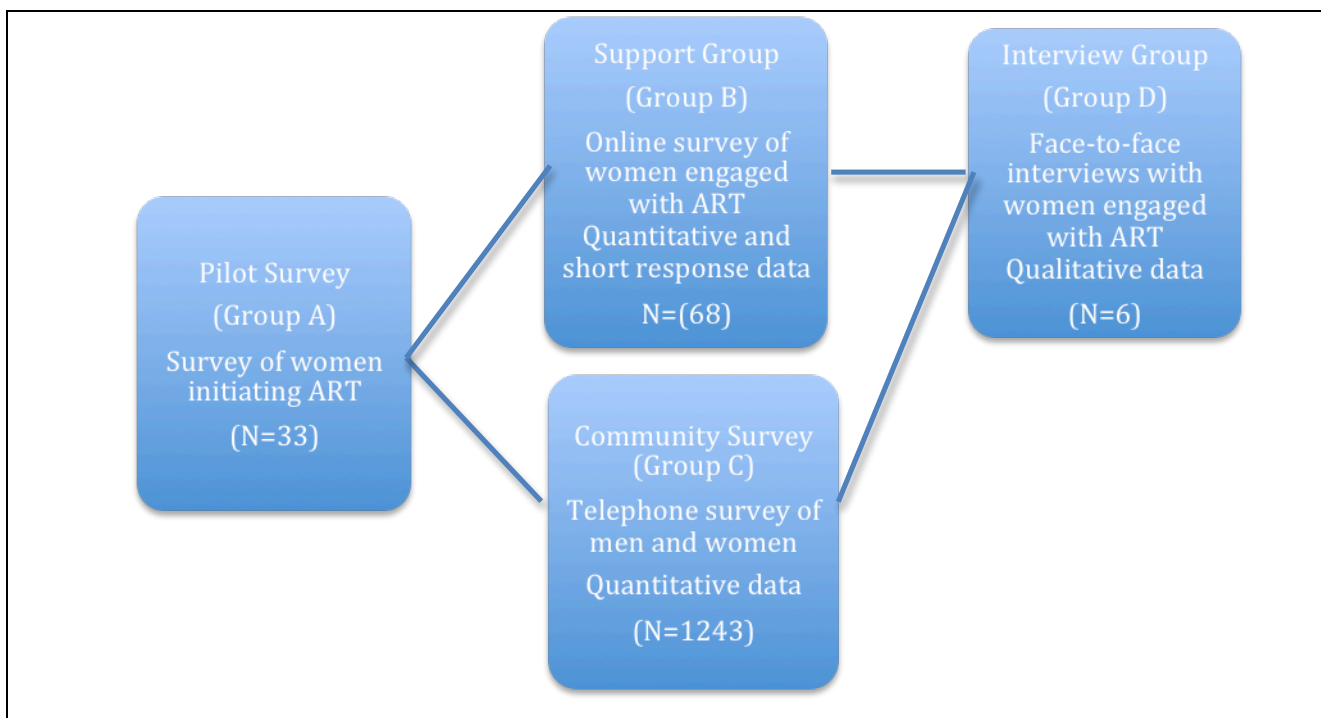 Pilot Survey
(Group A)
Survey of women
initiating ART
(N=33)
Support Group
(Group B)
Online survey of
women engaged
with ART
Quantitative and
short response data
N=(68)
Community Survey
(Group C)
Telephone survey of
men and women
Quantitative data
(N=1243)
Interview Group
(Group D)
Face-to-face
interviews with
women engaged
with ART
Qualitative data
(N=6)